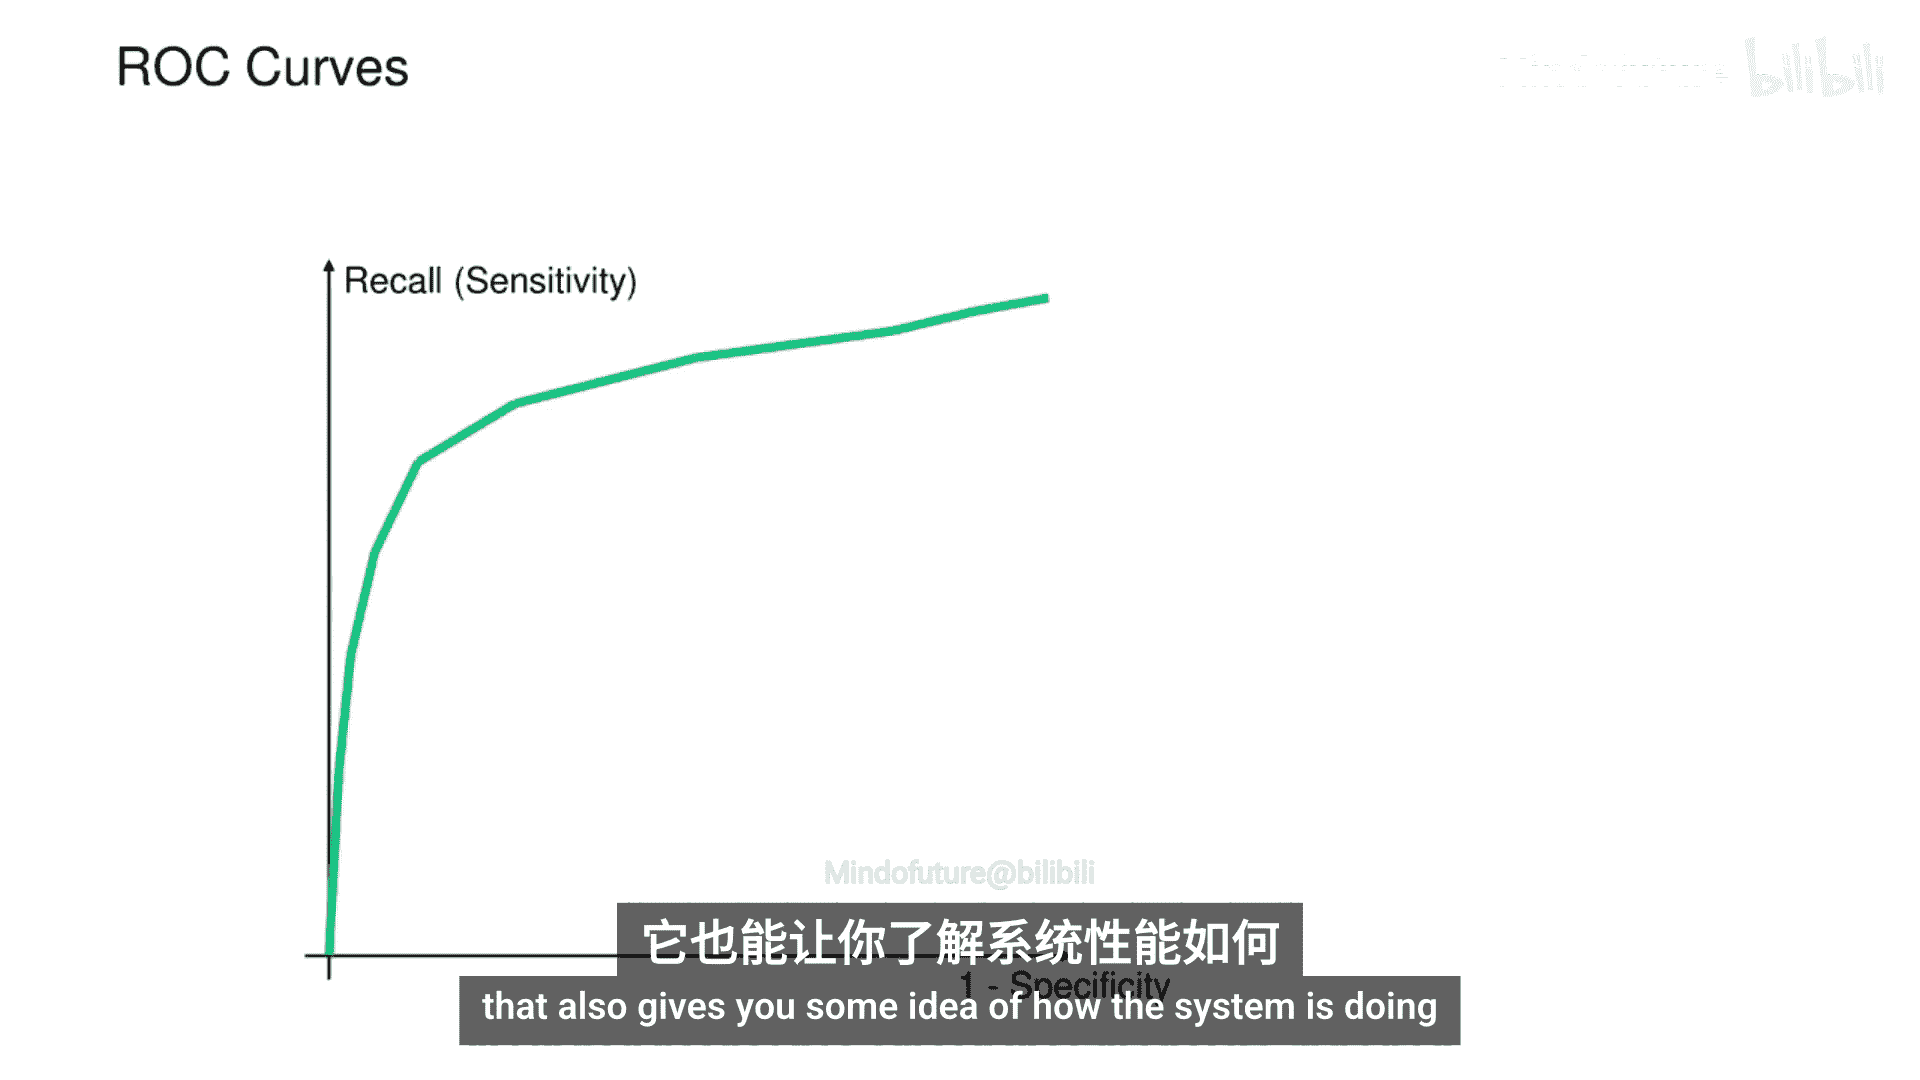 ROC Curves
bilibili
Recall (Sensitivity)
Mindofuture@bilibili
它也能让你了解系统性能如何
1 - Specificity
that also gives you some idea of how the system is doing